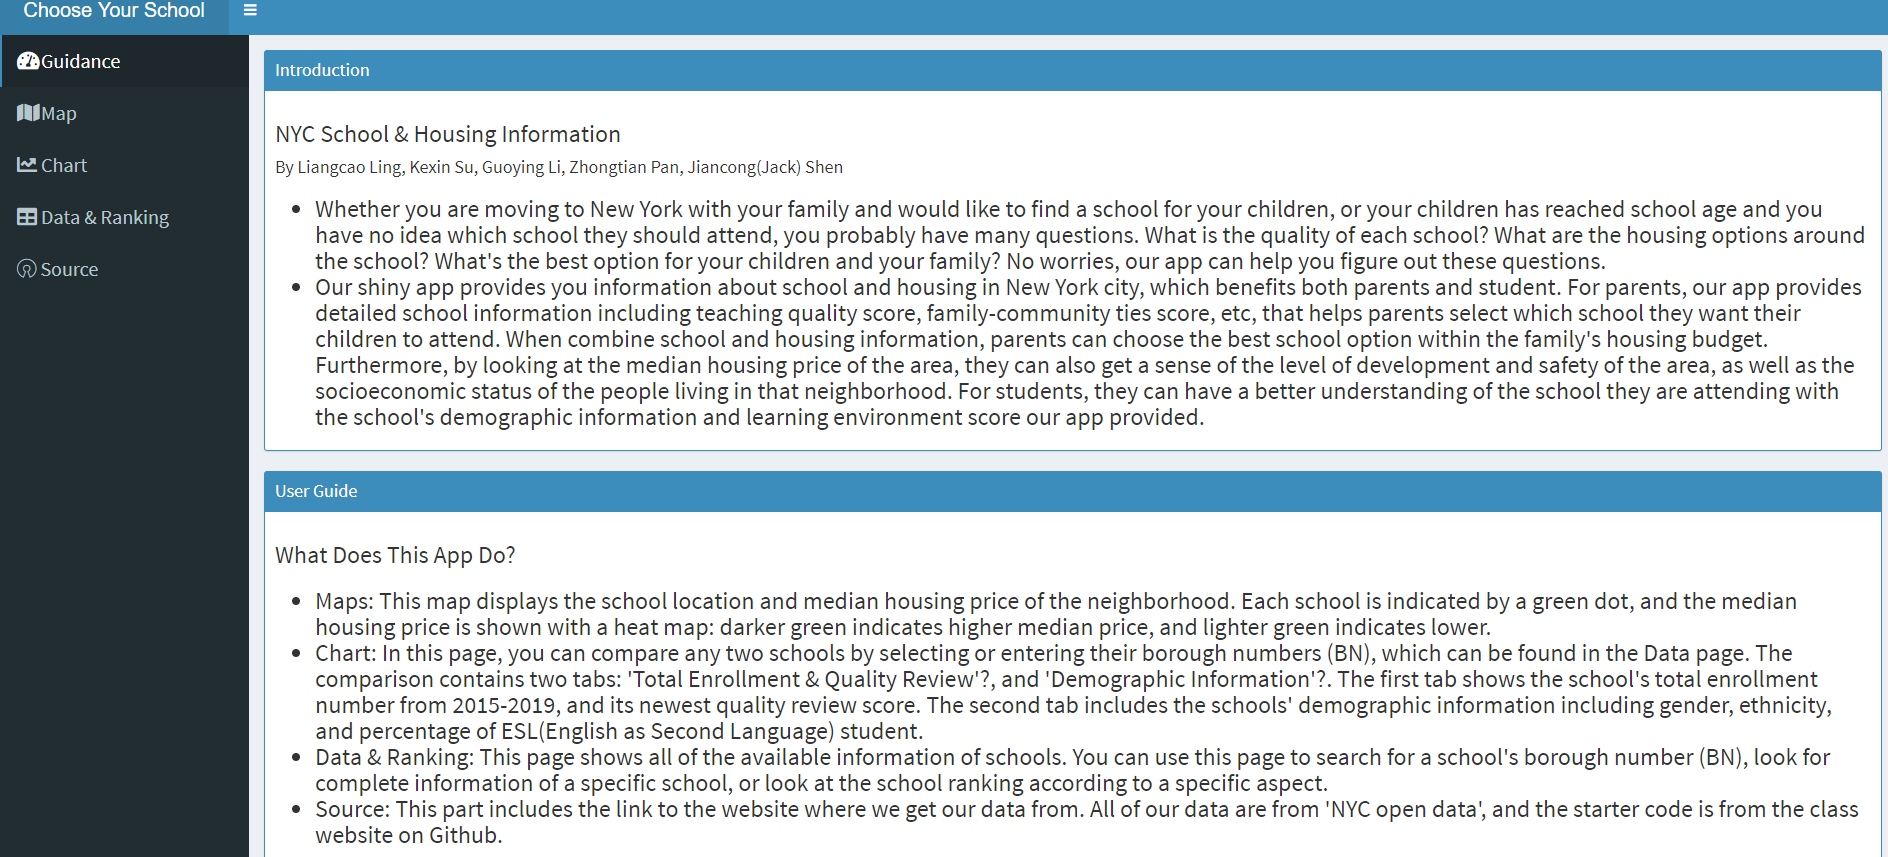 Choose Your School
Guidance
Map
Chart
Data & Ranking
Source
Introduction
NYC School & Housing Information
By Liangcao Ling, Kexin Su, Guoying Li, Zhongtian Pan, Jiancong(Jack) Shen
Whether you are moving to New York with your family and would like to find a school for your children, or your children has reached school age and you
have no idea which school they should attend, you probably have many questions. What is the quality of each school? What are the housing options around
the school? What's the best option for your children and your family? No worries, our app can help you figure out these questions.
Our shiny app provides you information about school and housing in New York city, which benefits both parents and student. For parents, our app provides
detailed school information including teaching quality score, family-community ties score, etc, that helps parents select which school they want their
children to attend. When combine school and housing information, parents can choose the best school option within the family's housing budget.
Furthermore, by looking at the median housing price of the area, they can also get a sense of the level of development and safety of the area, as well as the
socioeconomic status of the people living in that neighborhood. For students, they can have a better understanding of the school they are attending with
the school's demographic information and learning environment score our app provided.
User Guide
What Does This App Do?
Maps: This map displays the school location and median housing price of the neighborhood. Each school is indicated by a green dot, and the median
housing price is shown with a heat map: darker green indicates higher median price, and lighter green indicates lower.
Chart: In this page, you can compare any two schools by selecting or entering their borough numbers (BN), which can be found in the Data page. The
comparison contains two tabs: 'Total Enrollment & Quality Review'?, and 'Demographic Information'?. The first tab shows the school's total enrollment
number from 2015-2019, and its newest quality review score. The second tab includes the schools' demographic information including gender, ethnicity,
and percentage of ESL(English as Second Language) student.
Data & Ranking: This page shows all of the available information of schools. You can use this page to search for a school's borough number (BN), look for
complete information of a specific school, or look at the school ranking according to a specific aspect.
Source: This part includes the link to the website where we get our data from. All of our data are from 'NYC open data', and the starter code is from the class
website on Github.